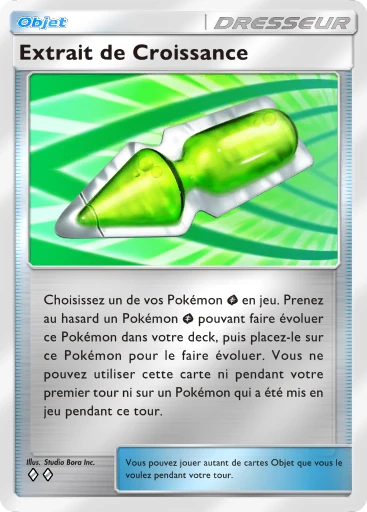 Objet
DRESSEUR
Extrait de Croissance
Choisissez un de vos Pokémon en jeu. Prenez
au hasard un Pokémon pouvant faire évoluer
ce Pokémon dans votre deck, puis placez-le sur
ce Pokémon pour le faire évoluer. Vous ne
pouvez utiliser cette carte ni pendant votre
premier tour ni sur un Pokémon qui a été mis en
jeu pendant ce tour.
Illus. Studio Bora Inc.
Vous pouvez jouer autant de cartes Objet que vous le
voulez pendant votre tour.